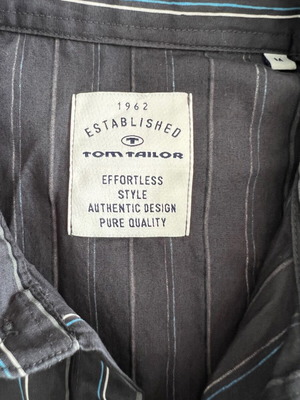 1962
ESTABLISHED
TOM TAILOR
EFFORTLESS
STYLE
AUTHENTIC DESIGN
PURE QUALITY
M